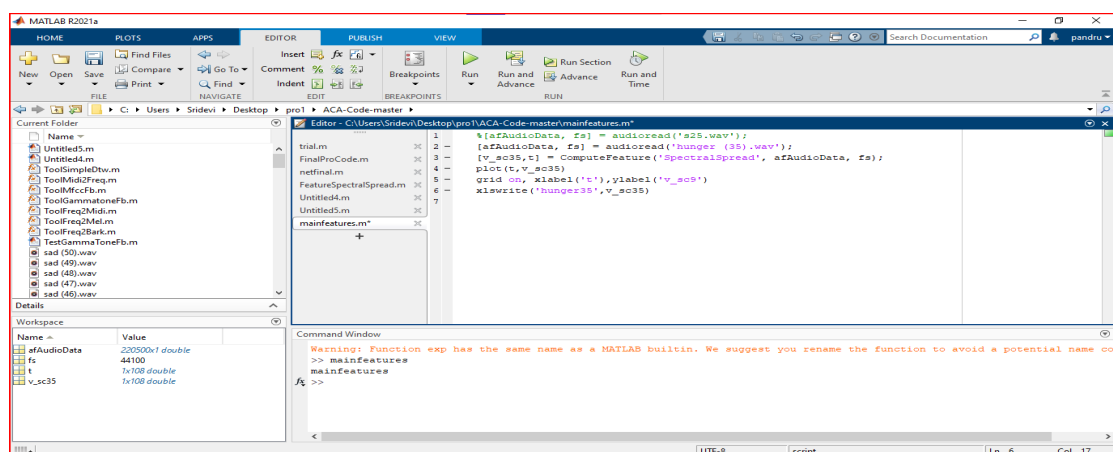 MATLAB R2021a
HOME PLOTS APPS EDITOR PUBLISH VIEW
Search Documentation pandru
New Open Save
Find Files
Compare
Print
FILE
Go To
Find
NAVIGATE
Insert fx
Comment
Indent
EDIT
Breakpoints
BREAKPOINTS
Run
Run and Advance
Run Section
Advance
Run and Time
RUN
C: Users Sridevi Desktop pro1 ACA-Code-master
Current Folder
Name
Untitled5.m
Untitled4.m
ToolSimpleDtw.m
ToolMidi2Freq.m
ToolMfccFb.m
ToolGammatoneFb.m
ToolFreq2Midi.m
ToolFreq2Mel.m
ToolFreq2Bark.m
TestGammaToneFb.m
sad (50).wav
sad (49).wav
sad (48).wav
sad (47).wav
sad (46).wav
Details
Workspace
Name Value
afAudioData 220500x1 double
fs 44100
t 1x108 double
v_sc35 1x108 double
Editor - C:\Users\Sridevi\Desktop\pro1\ACA-Code-master\mainfeatures.m*
trial.m
FinalProCode.m
netfinal.m
FeatureSpectralSpread.m
Untitled4.m
Untitled5.m
mainfeatures.m*
+
1 %[afAudioData, fs] = audioread('s25.wav');
2 - [afAudioData, fs] = audioread('hunger (35).wav');
3 - [v_sc35,t] = ComputeFeature('SpectralSpread', afAudioData, fs);
4 - plot(t,v_sc35)
5 - grid on, xlabel('t'),ylabel('v_sc9')
6 - xlswrite('hunger35',v_sc35)
7
Command Window
Warning: Function exp has the same name as a MATLAB builtin. We suggest you rename the function to avoid a potential name co
>> mainfeatures
mainfeatures
fx >>
UTF-8 script Ln 6 Col 17